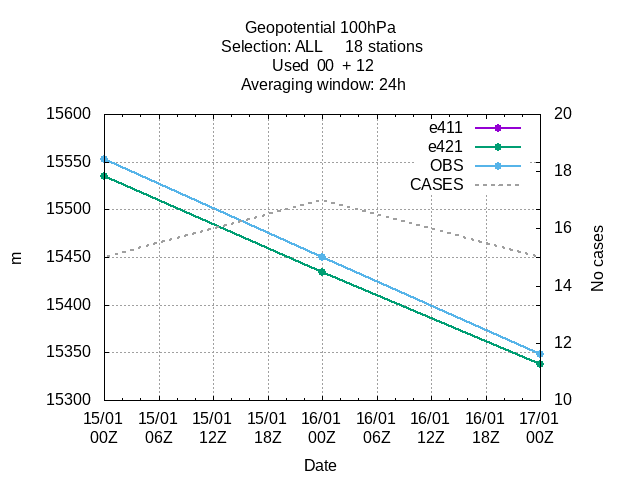 Geopotential 100hPa
Selection: ALL     18 stations
Used  00  + 12
Averaging window: 24h
15600
15550
15500
15450
15400
15350
15300
m
20
18
16
14
12
10
No cases
e411
e421
OBS
CASES
15/01 15/01 15/01 15/01 16/01 16/01 16/01 16/01 17/01
00Z 06Z 12Z 18Z 00Z 06Z 12Z 18Z 00Z
Date